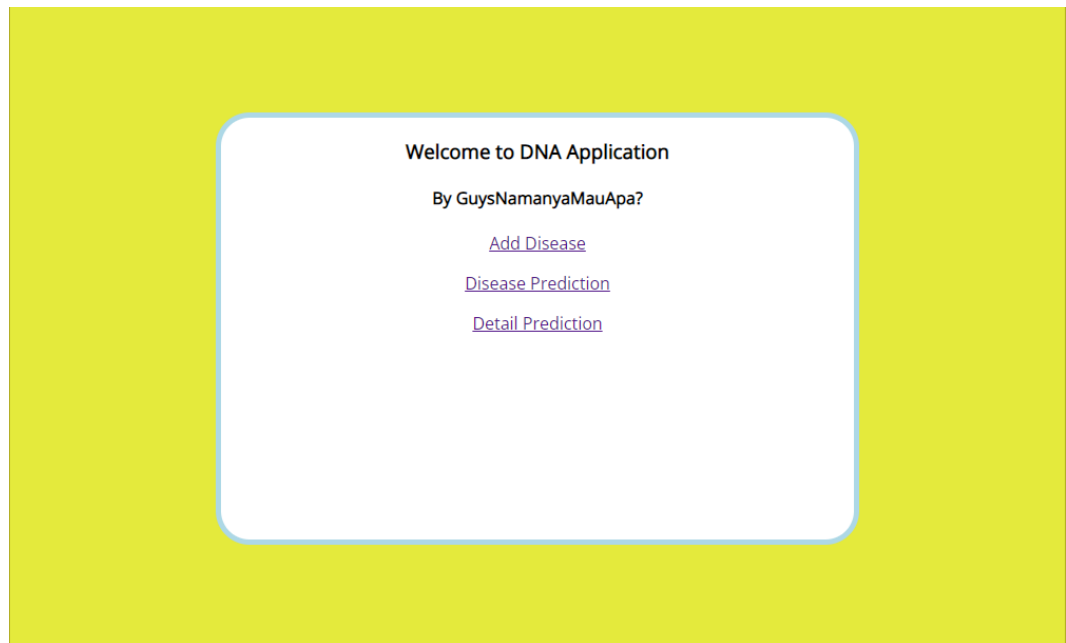 Welcome to DNA Application
By GuysNamanyaMauApa?
Add Disease
Disease Prediction
Detail Prediction